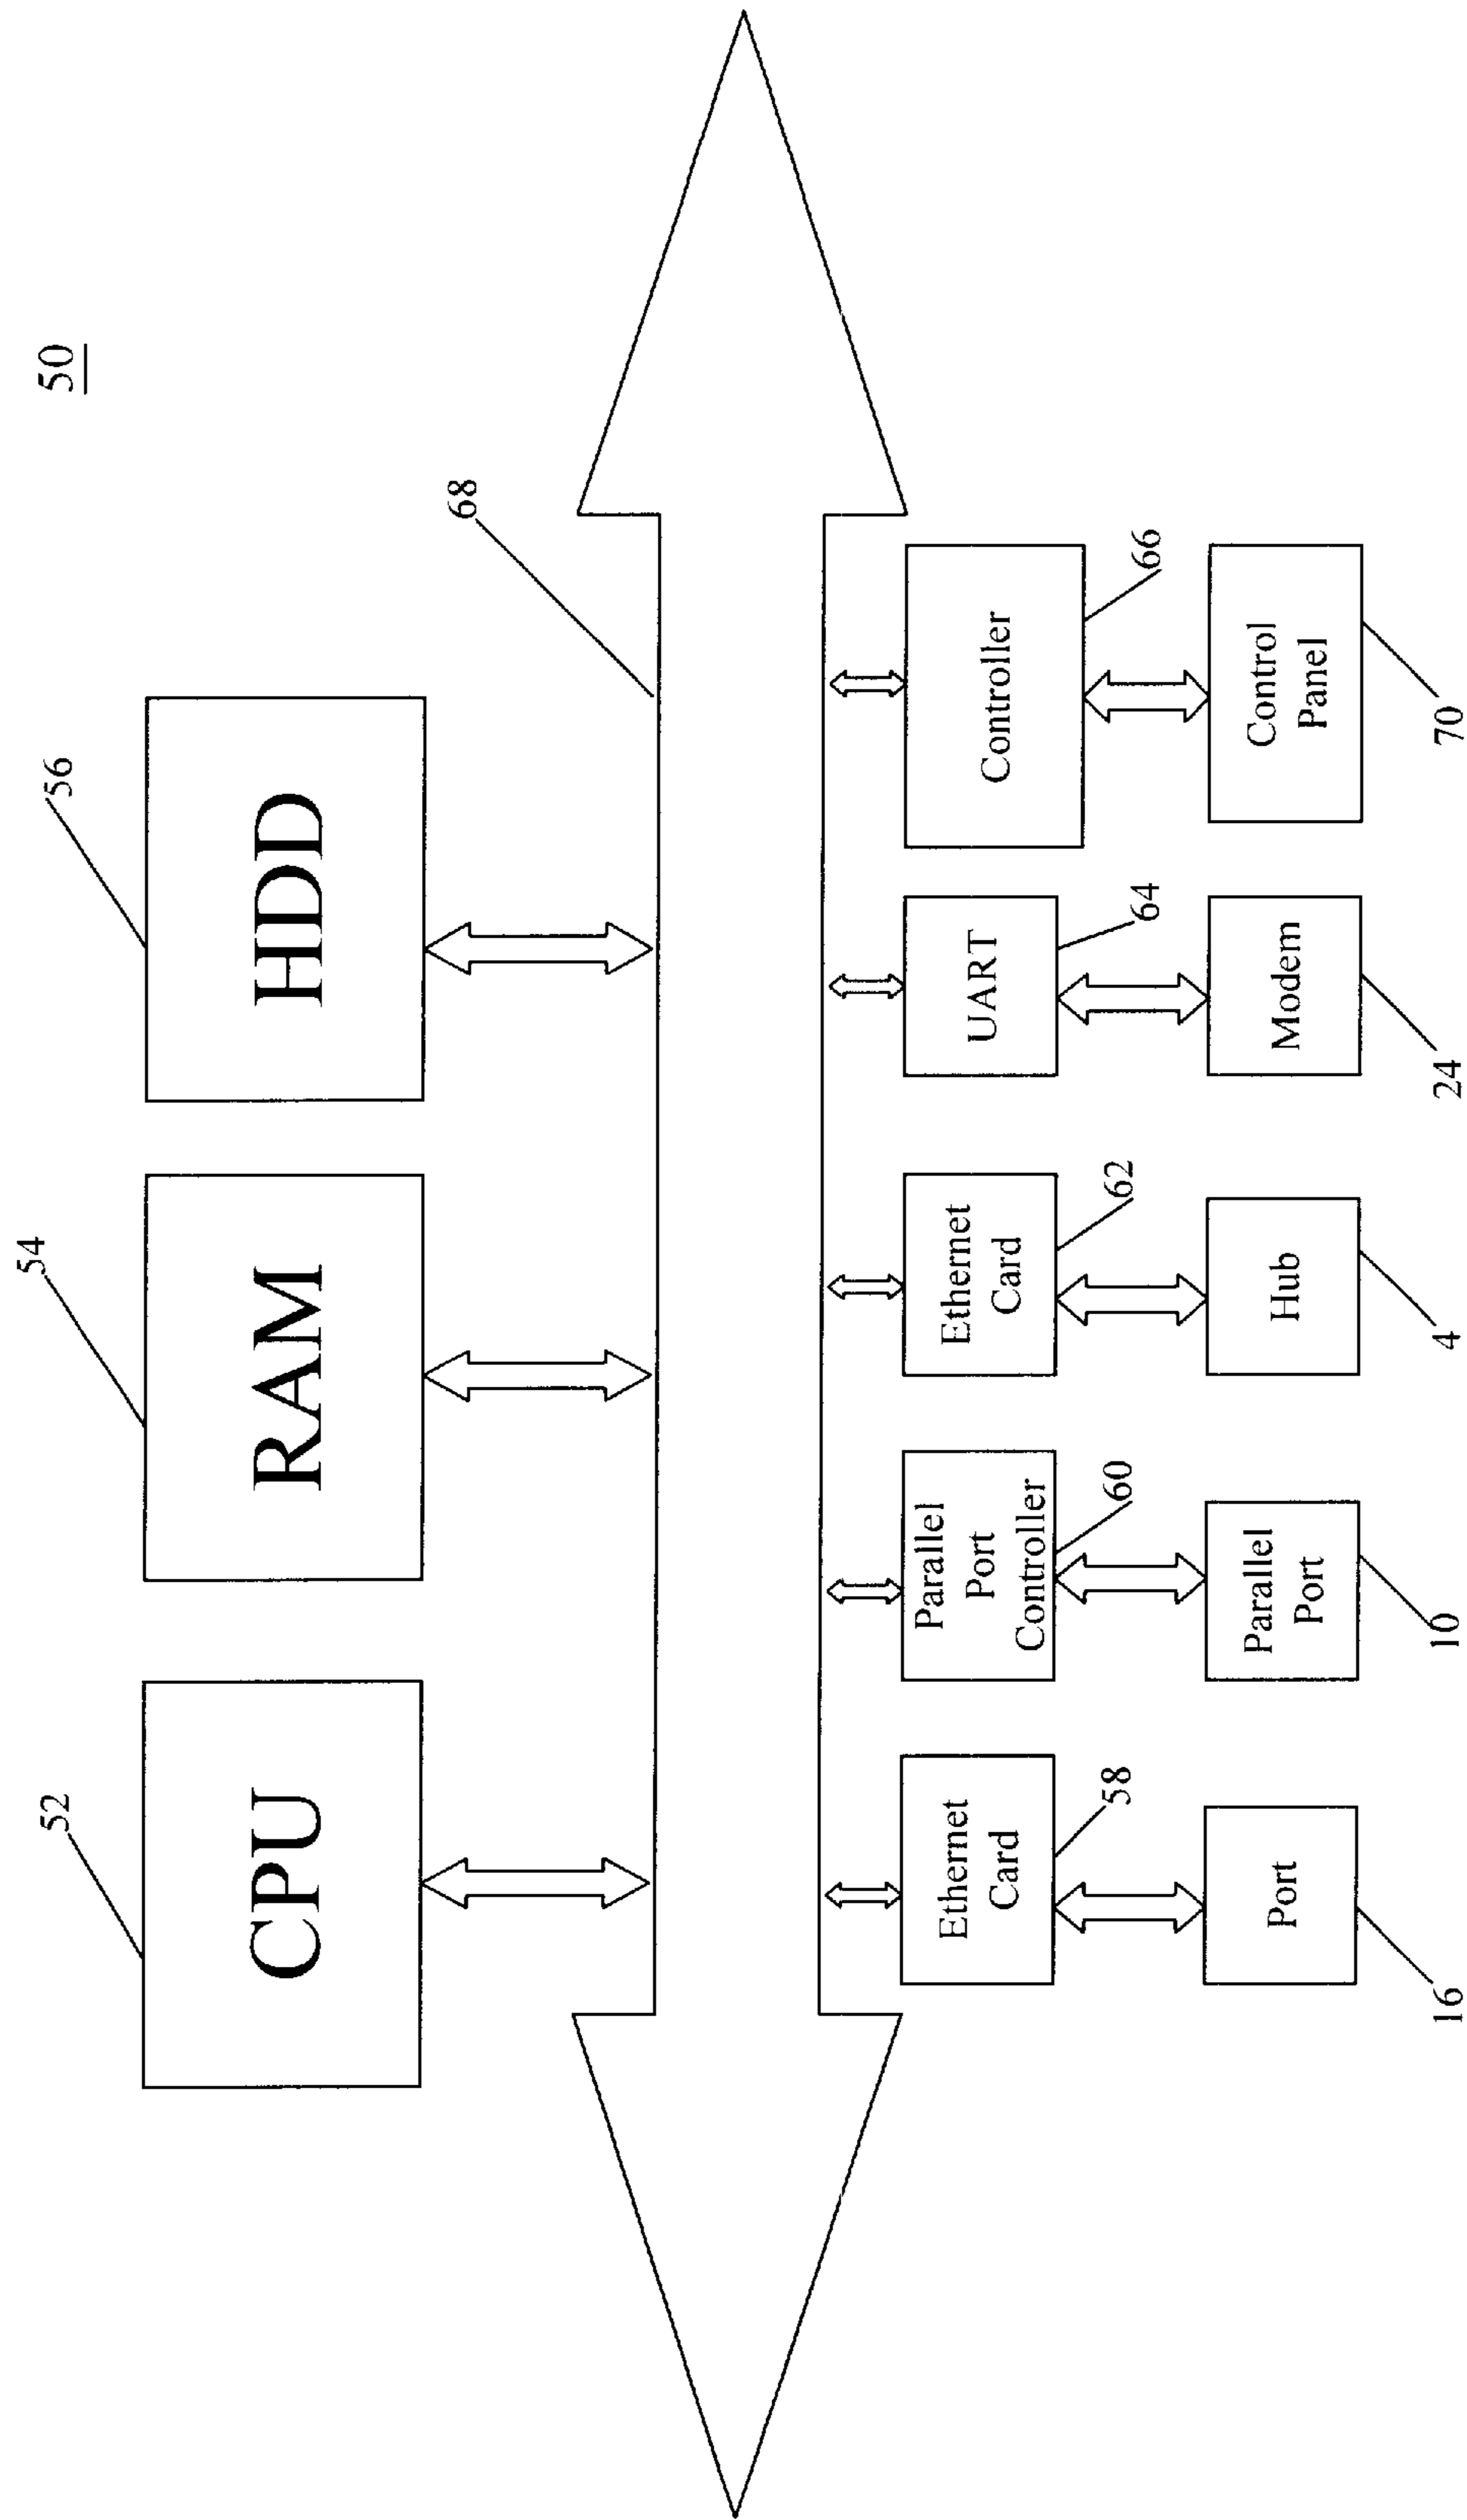 50
52
54
56
CPU
RAM
HDD
68
Ethernet
Card
58
Parallel
Port
Controller
60
Ethernet
Card
62
UART
64
Controller
66
Port
16
Parallel
Port
10
Hub
4
Modem
24
Control
Panel
70